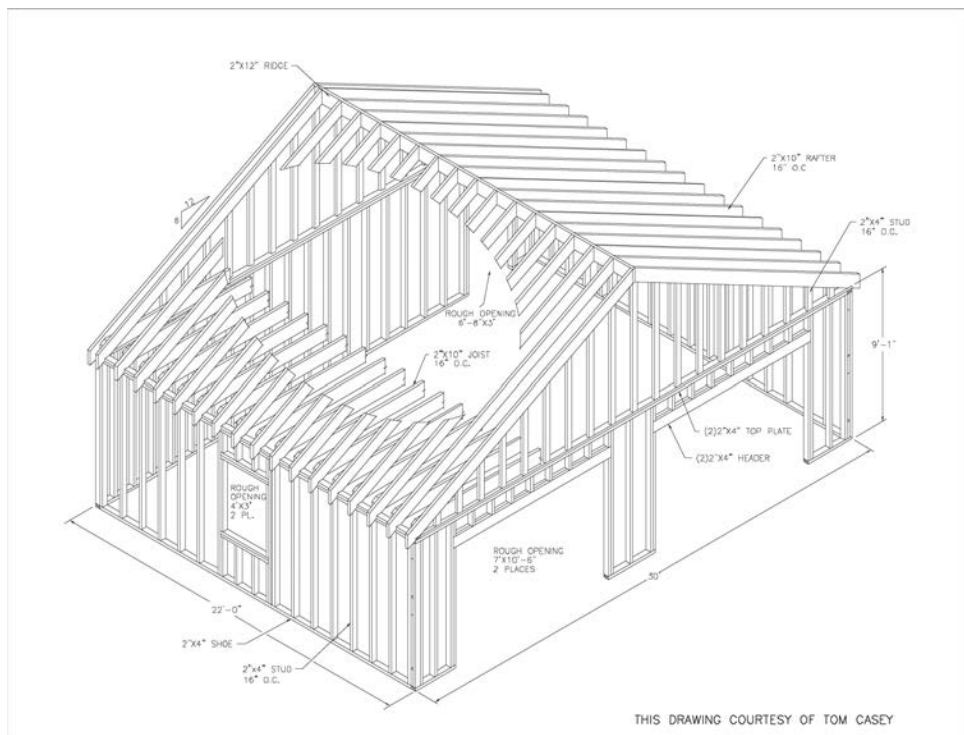 2"X12" RIDGE
2"X10" RAFTER
16" O.C
2"X4" STUD
16" O.C.
12
8
ROUGH OPENING
6'-8"X3'
9'-1"
2"X10" JOIST
16" O.C.
(2)2"X4" TOP PLATE
(2)2"X4" HEADER
ROUGH
OPENING
4'X3'
2 PL.
ROUGH OPENING
7'X10'-6"
2 PLACES
30'
22'-0"
2"X4" SHOE
2"X4" STUD
16" O.C.
THIS DRAWING COURTESY OF TOM CASEY